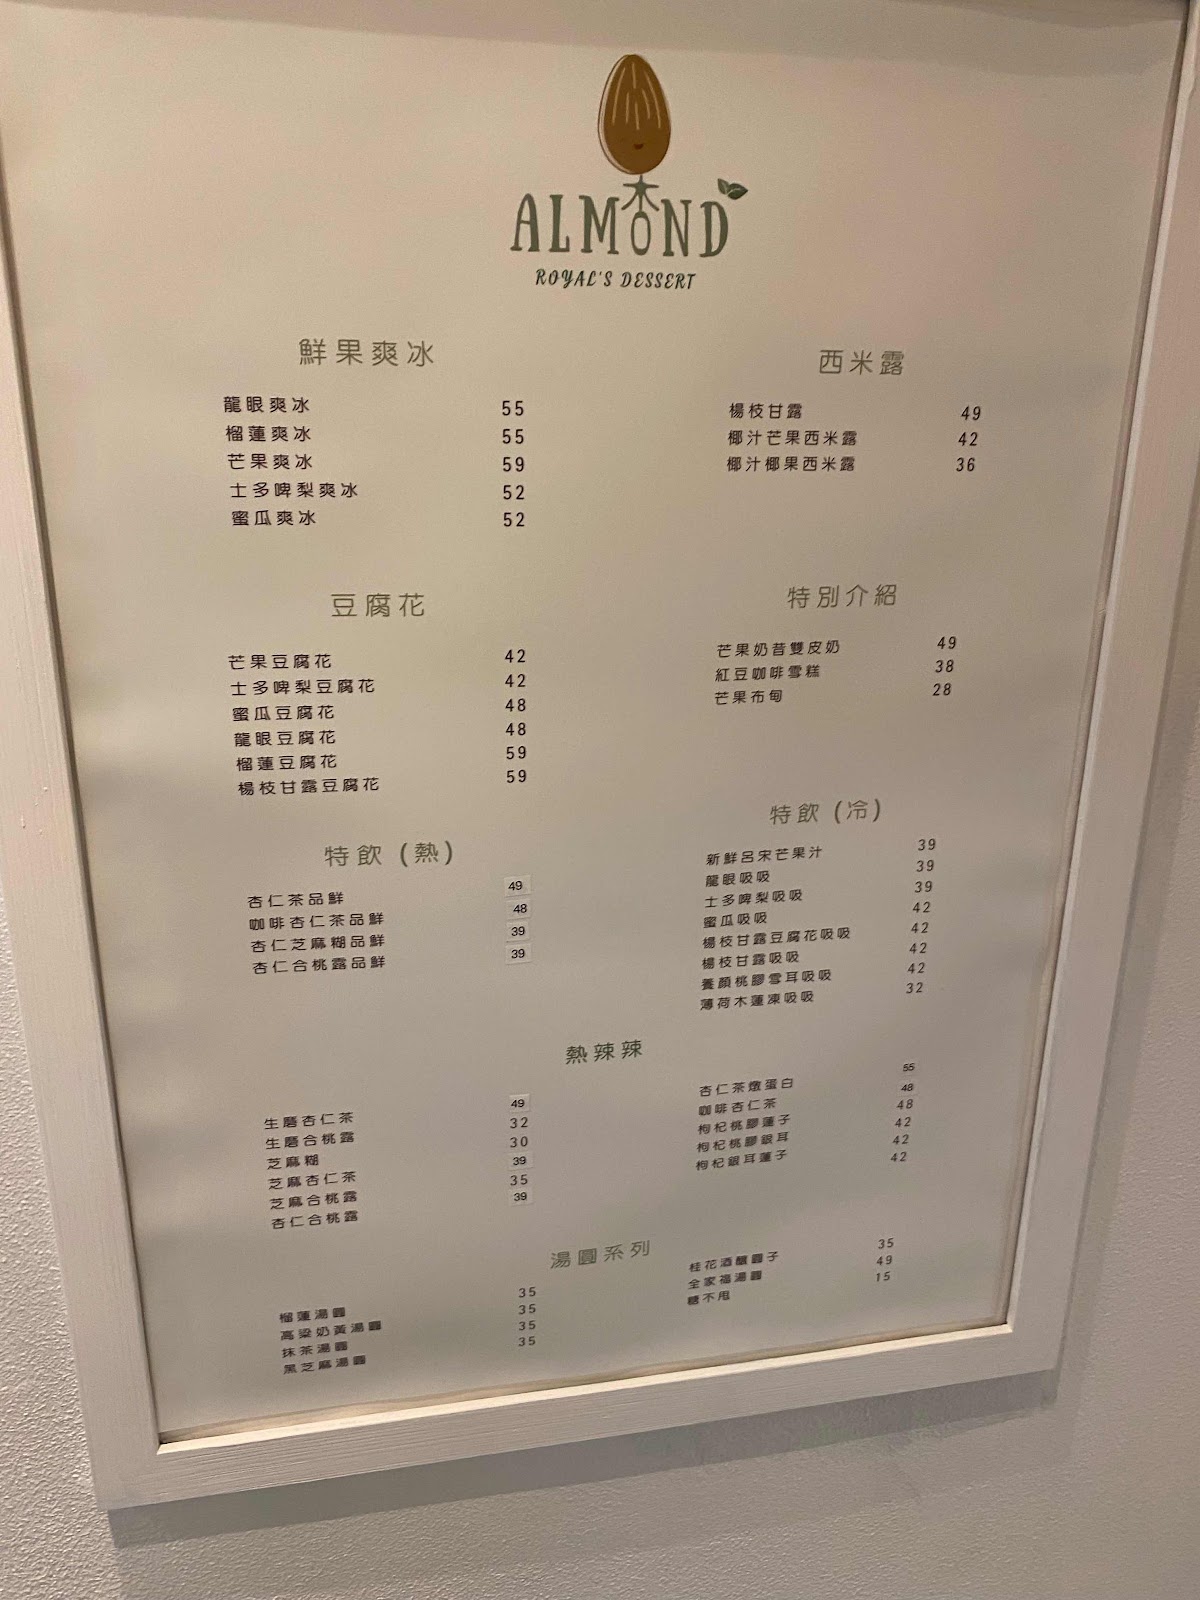 ALMOND
ROYAL'S DESSERT
鮮果爽冰
龍眼爽冰 55
榴蓮爽冰 55
芒果爽冰 59
士多啤梨爽冰 52
蜜瓜爽冰 52
西米露
楊枝甘露 49
椰汁芒果西米露 42
椰汁椰果西米露 36
豆腐花
芒果豆腐花 42
士多啤梨豆腐花 42
蜜瓜豆腐花 48
龍眼豆腐花 48
榴蓮豆腐花 59
楊枝甘露豆腐花 59
特別介紹
芒果奶昔雙皮奶 49
紅豆咖啡雪糕 38
芒果布甸 28
特飲 (熱)
杏仁茶品鮮 49
咖啡杏仁茶品鮮 48
杏仁芝麻糊品鮮 39
杏仁合桃露品鮮 39
特飲 (冷)
新鮮呂宋芒果汁 39
龍眼吸吸 39
士多啤梨吸吸 39
蜜瓜吸吸 42
楊枝甘露豆腐花吸吸 42
楊枝甘露吸吸 42
養顏桃膠雪耳吸吸 42
薄荷木蓮凍吸吸 32
熱辣辣
生磨杏仁茶 49
生磨合桃露 32
芝麻糊 30
芝麻杏仁茶 39
芝麻合桃露 35
杏仁合桃露 39
杏仁茶燉蛋白 55
咖啡杏仁茶 48
枸杞桃膠蓮子 48
枸杞桃膠銀耳 42
枸杞銀耳蓮子 42
42
湯圓系列
榴蓮湯圓 35
高粱奶黃湯圓 35
抹茶湯圓 35
黑芝麻湯圓 35
桂花酒釀圓子 35
全家福湯圓 49
糖不甩 15